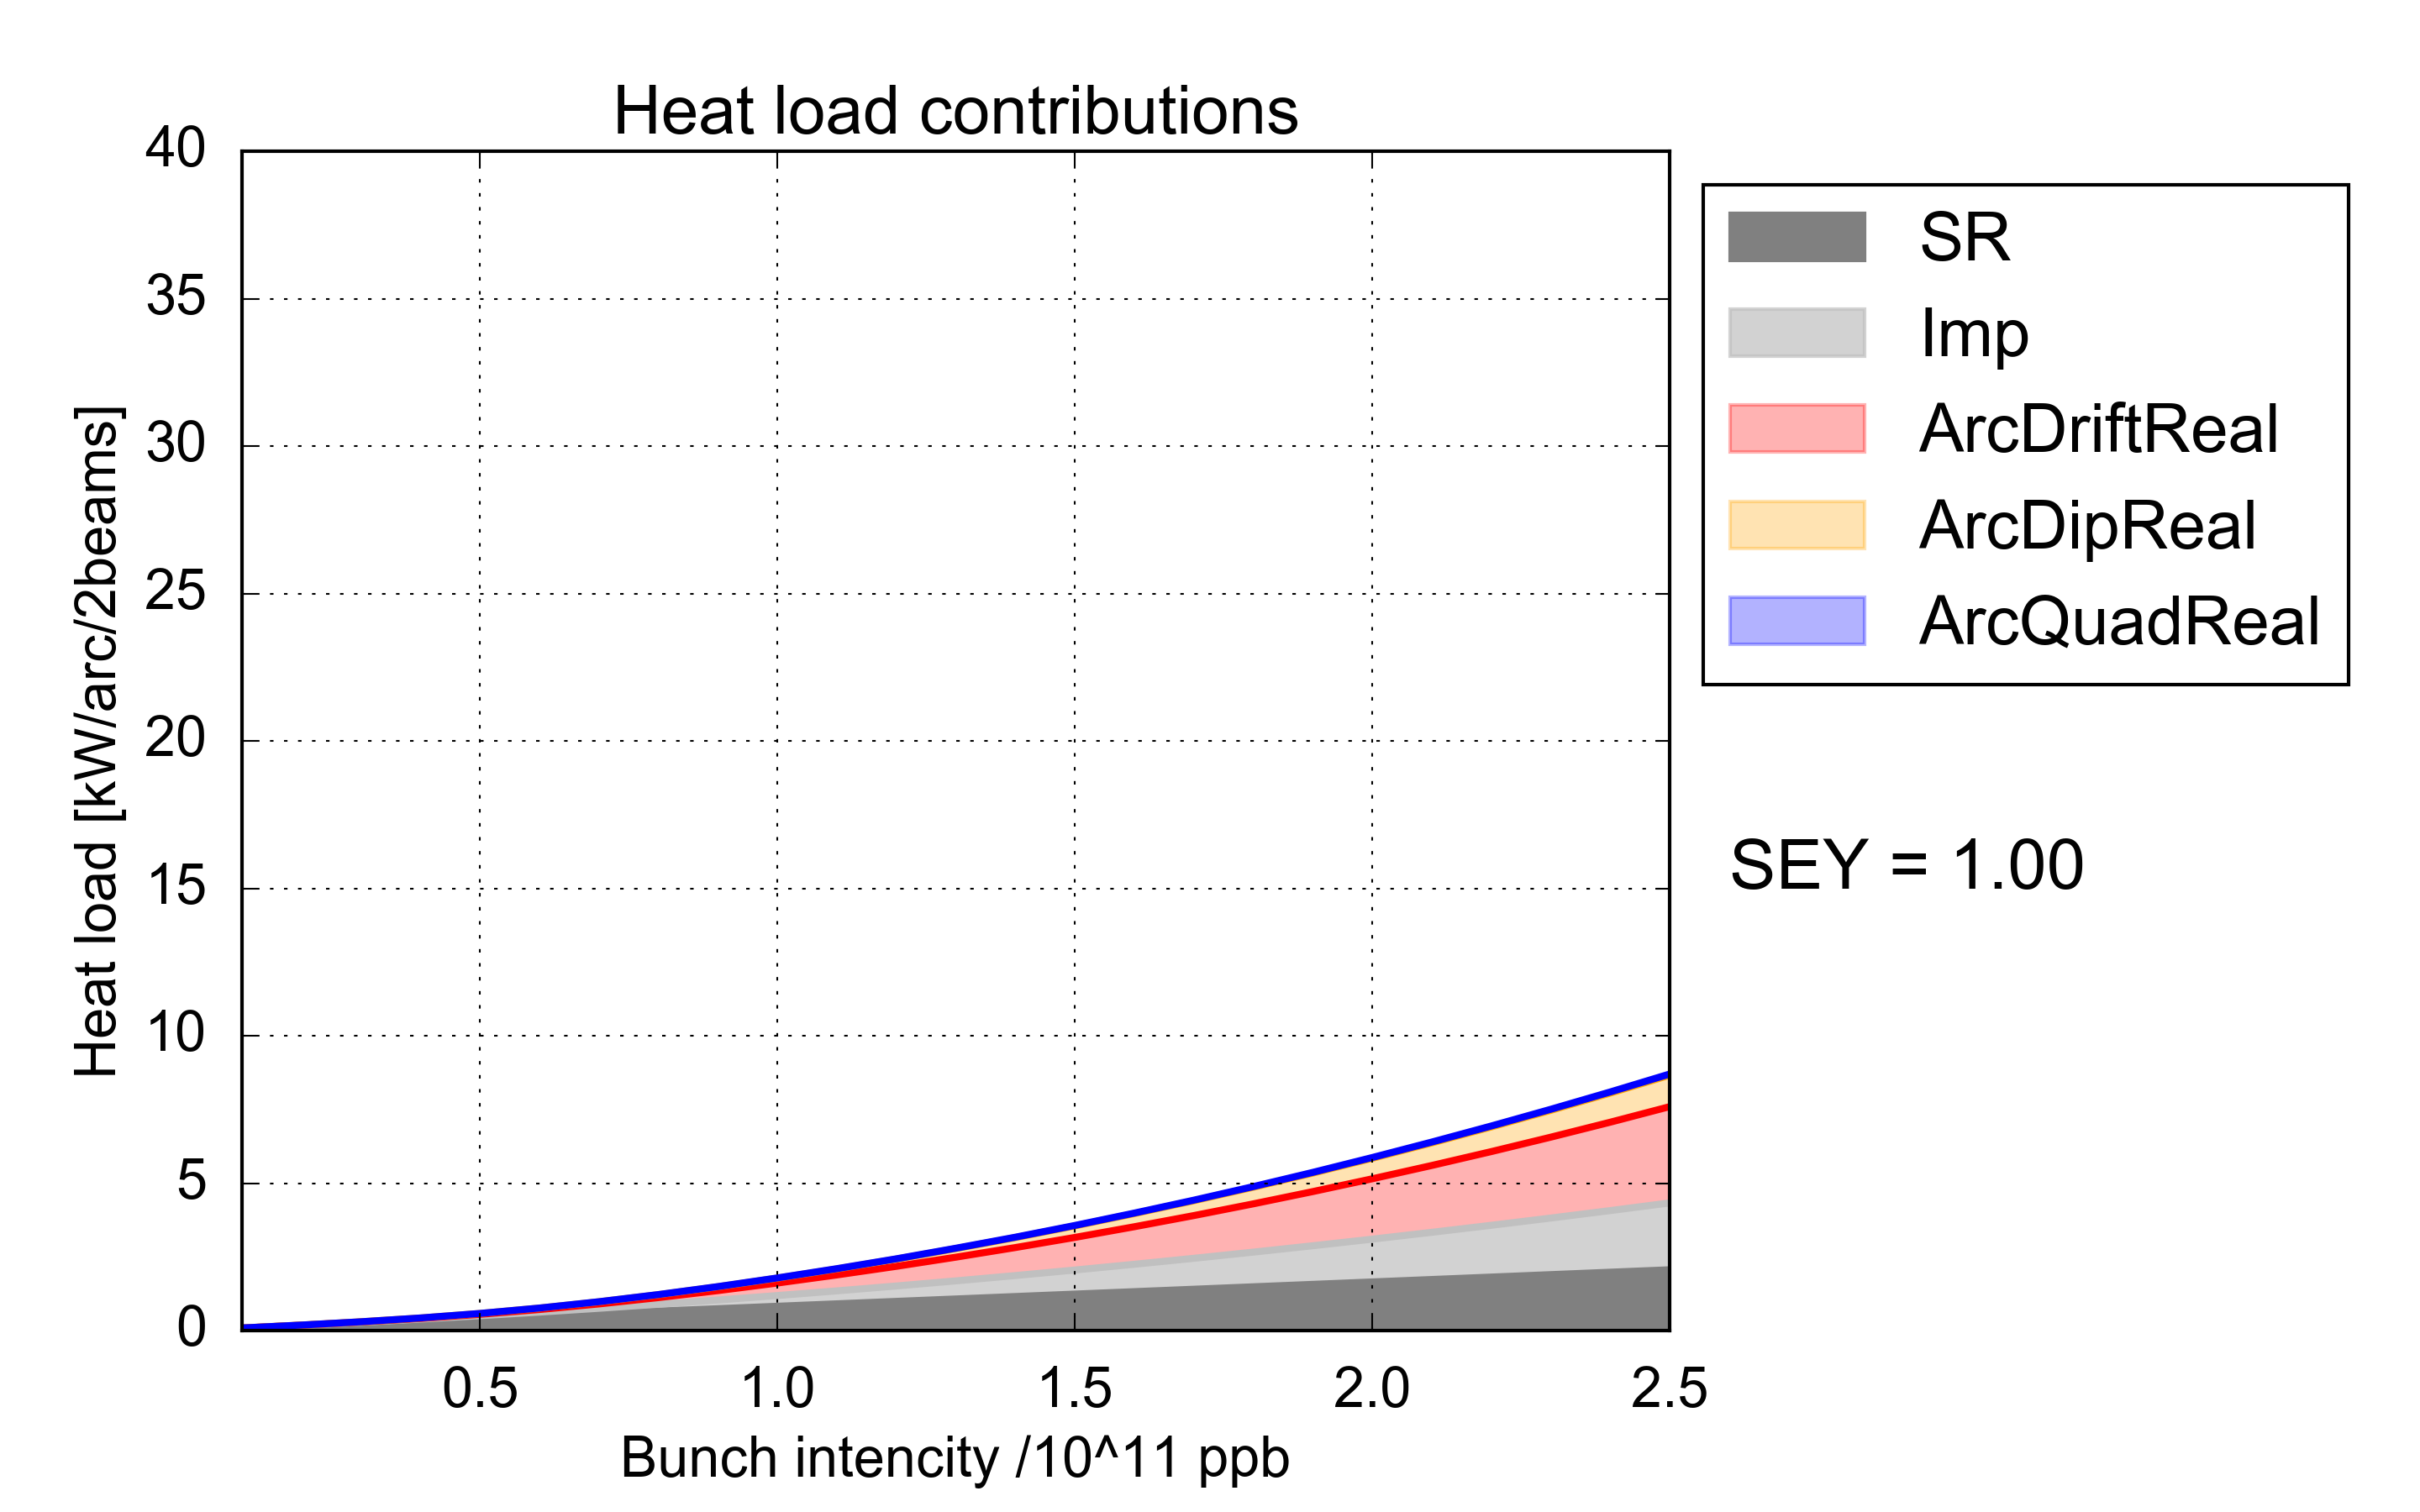 Heat load contributions
40
35
30
25
20
15
10
5
0
Heat load [kW/arc/2beams]
0.5 1.0 1.5 2.0 2.5
Bunch intencity /10^11 ppb
SR
Imp
ArcDriftReal
ArcDipReal
ArcQuadReal
SEY = 1.00